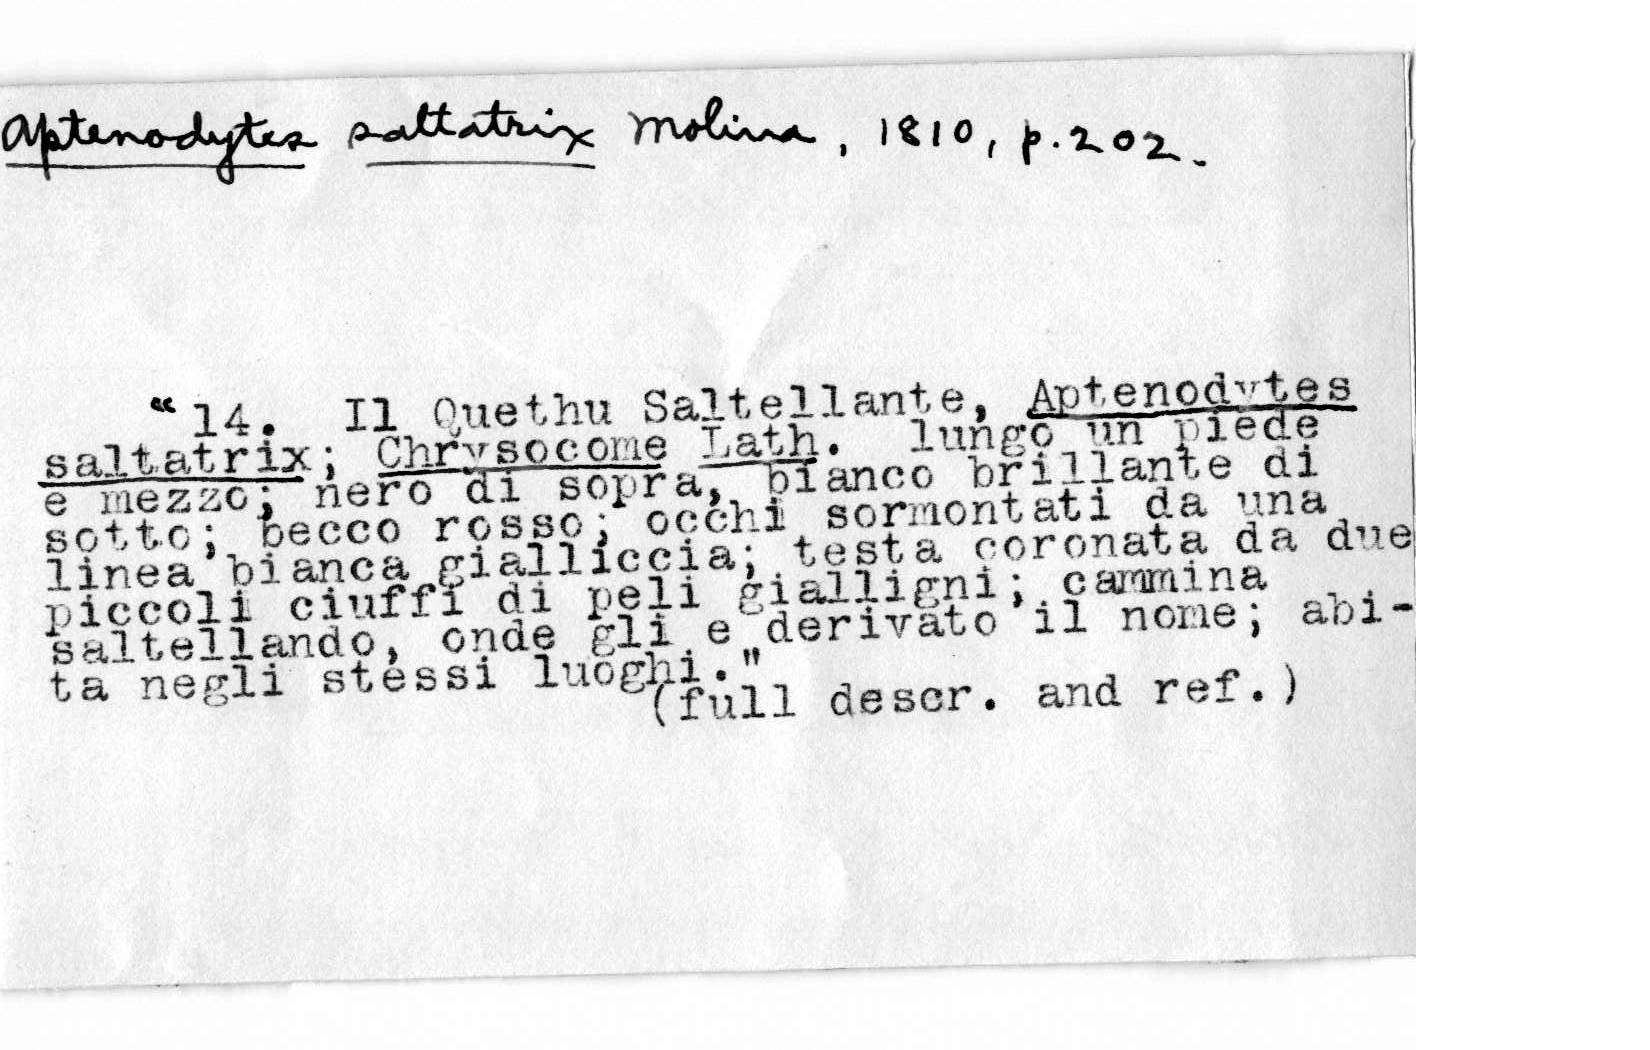 Aptenodytes saltatrix Molina, 1810, p. 202.
"14. Il Quethu Saltellante, Aptenodytes
saltatrix; Chrysocome Lath. lungo un piede
e mezzo; nero di sopra, bianco brillante di
sotto; becco rosso; occhi sormontati da una
linea bianca gialliccia; testa coronata da due
piccoli ciuffi di peli gialligni; cammina
saltellando, onde gli e derivato il nome; abi-
ta negli stessi luoghi."
(full descr. and ref.)